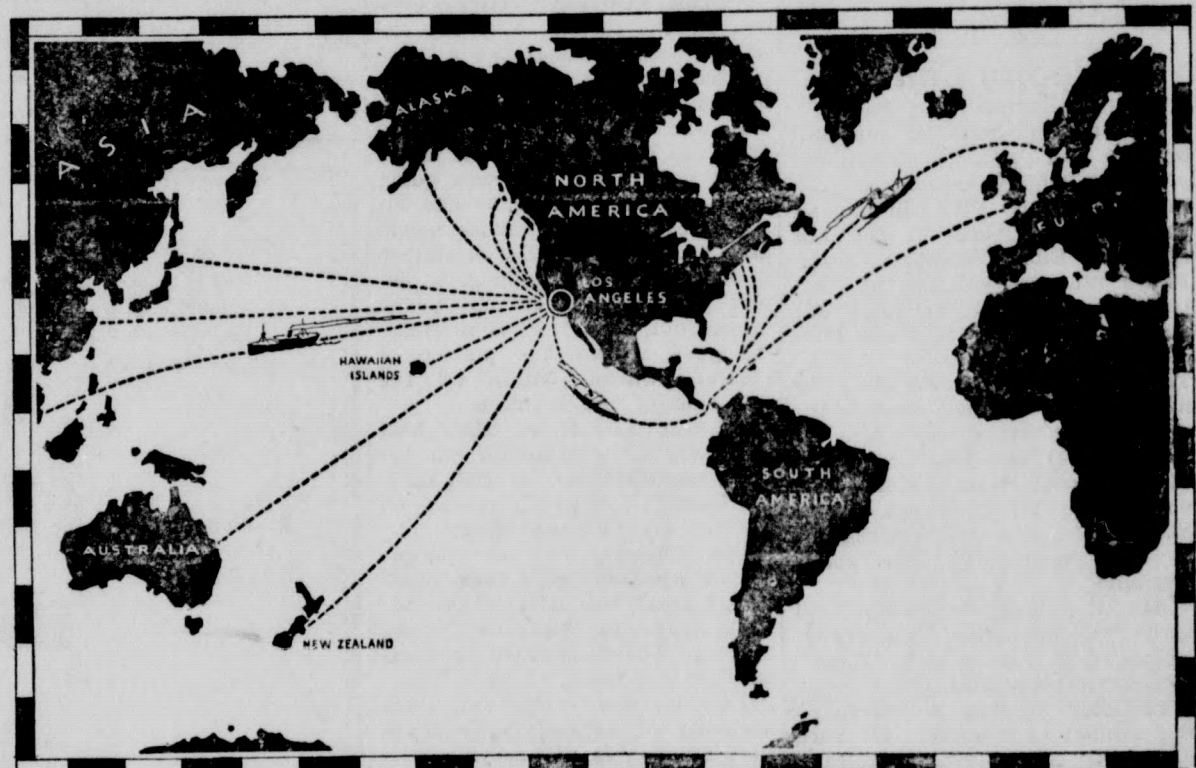 ASIA
ALASKA
NORTH
AMERICA
LOS
ANGELES
HAWAIIAN
ISLANDS
SOUTH
AMERICA
AUSTRALIA
NEW ZEALAND